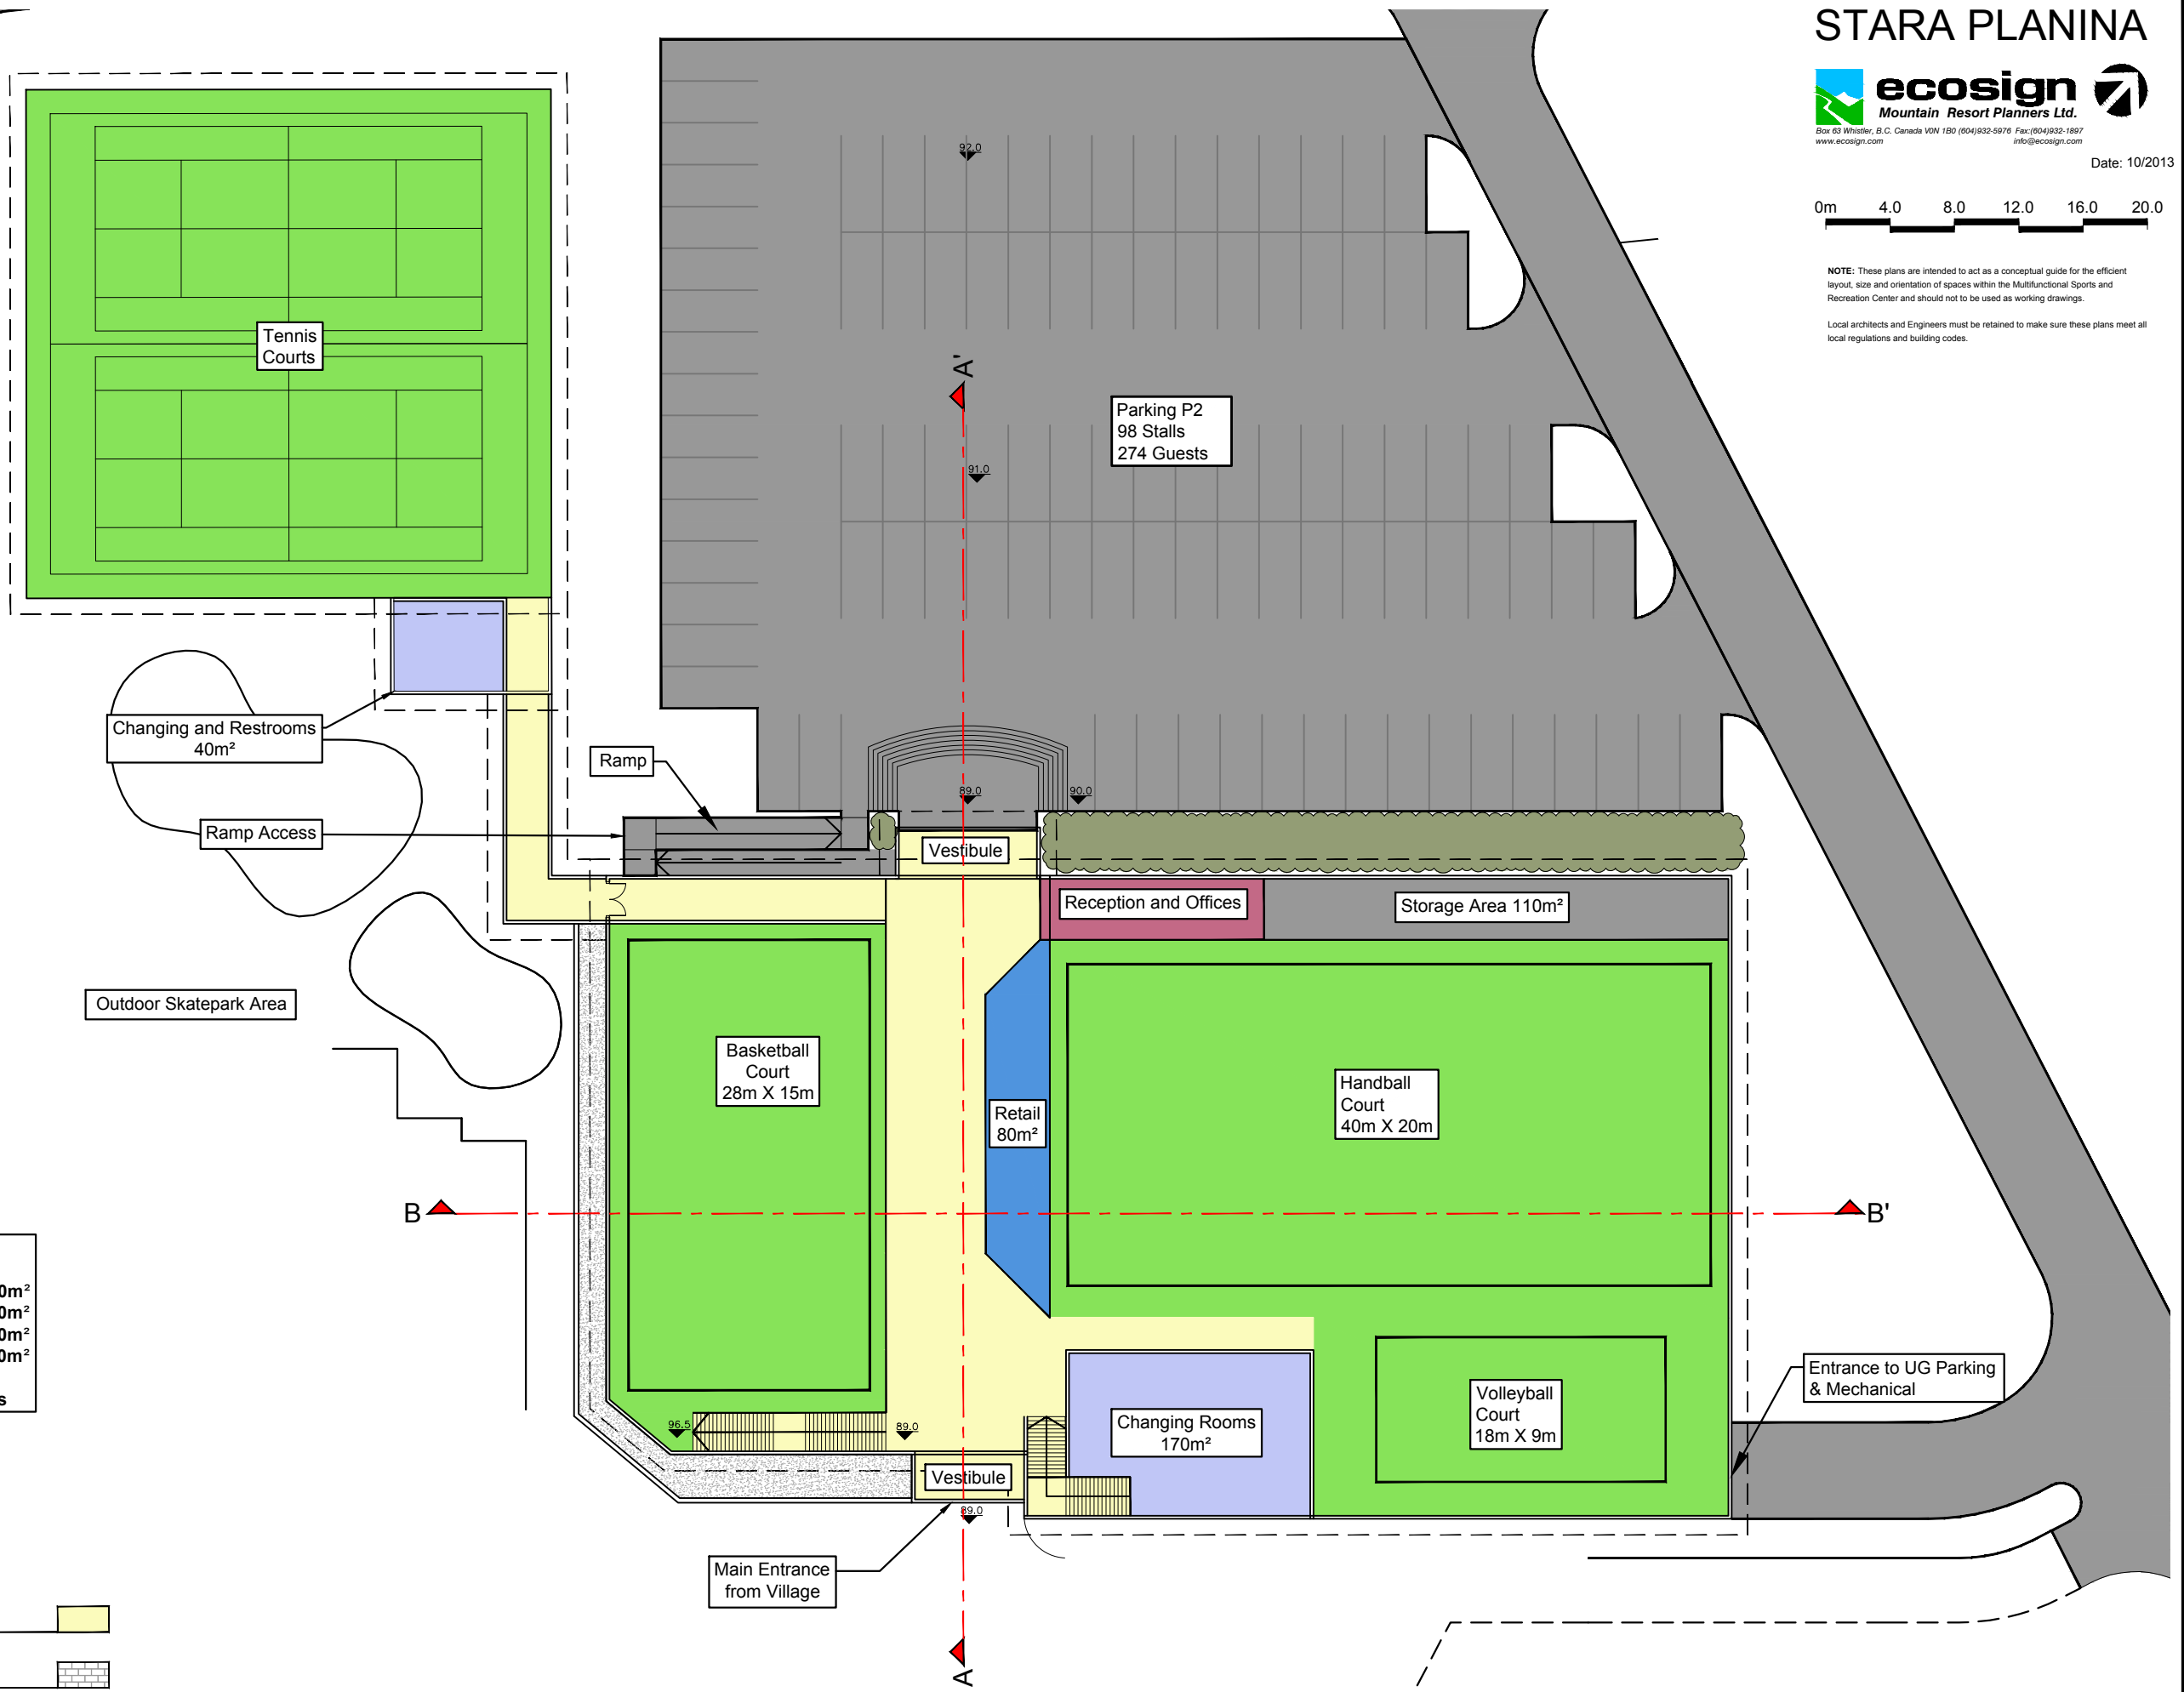 STARA PLANINA
ecosign
Mountain Resort Planners Ltd.
Box 63 Whistler, B.C. Canada V0N 1B0 (604)932-5976 Fax:(604)932-1897
www.ecosign.com info@ecosign.com
Date: 10/2013
0m 4.0 8.0 12.0 16.0 20.0
NOTE: These plans are intended to act as a conceptual guide for the efficient
layout, size and orientation of spaces within the Multifunctional Sports and
Recreation Center and should not to be used as working drawings.
Local architects and Engineers must be retained to make sure these plans meet all
local regulations and building codes.
92.0
Tennis
Courts
A'
Parking P2
98 Stalls
274 Guests
91.0
Changing and Restrooms
40m²
Ramp
89.0
90.0
Ramp Access
Vestibule
Reception and Offices
Storage Area 110m²
Outdoor Skatepark Area
Basketball
Court
28m X 15m
Retail
80m²
Handball
Court
40m X 20m
B
B'
0m²
0m²
0m²
0m²
s
Entrance to UG Parking
& Mechanical
Volleyball
Court
18m X 9m
Changing Rooms
170m²
96.5
89.0
Vestibule
89.0
Main Entrance
from Village
A